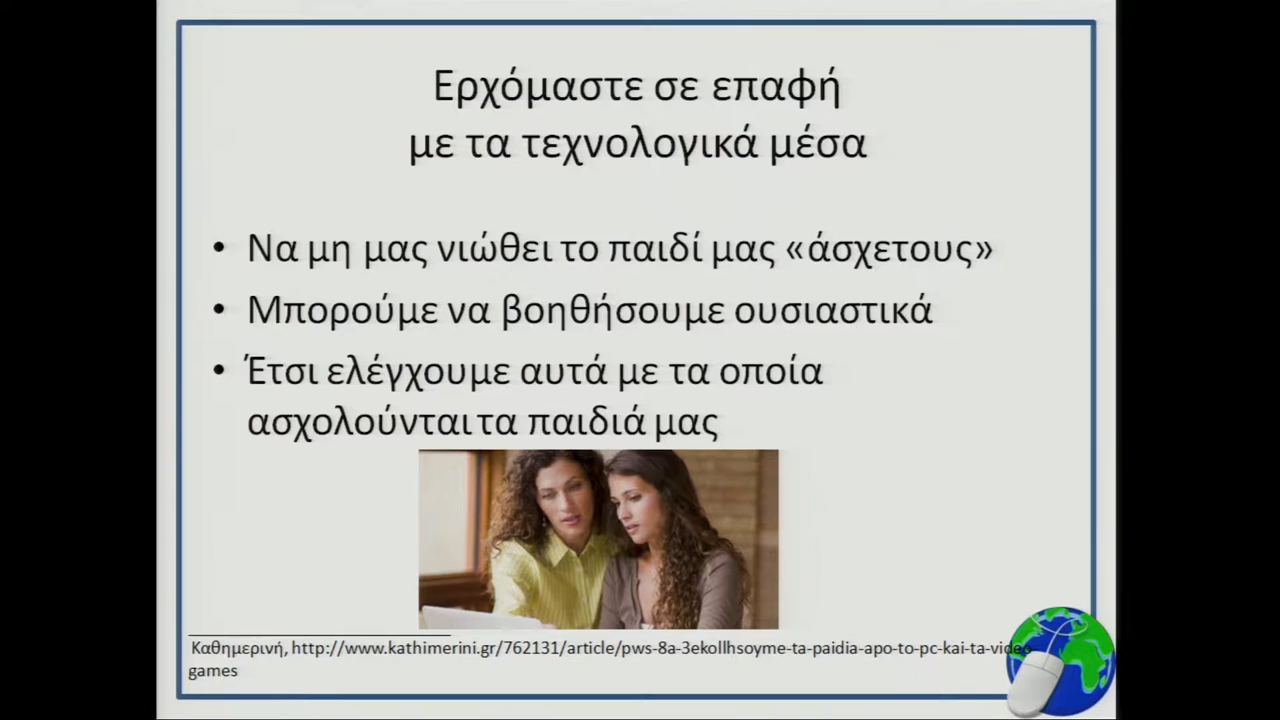 Ερχόμαστε σε επαφή
με τα τεχνολογικά μέσα
• Να μη μας νιώθει το παιδί μας «άσχετους»
• Μπορούμε να βοηθήσουμε ουσιαστικά
• Έτσι ελέγχουμε αυτά με τα οποία
ασχολούνται τα παιδιά μας
Καθημερινή, http://www.kathimerini.gr/762131/article/pws-8a-3ekollhsoyme-ta-paidia-apo-to-pc-kai-ta-video-
games